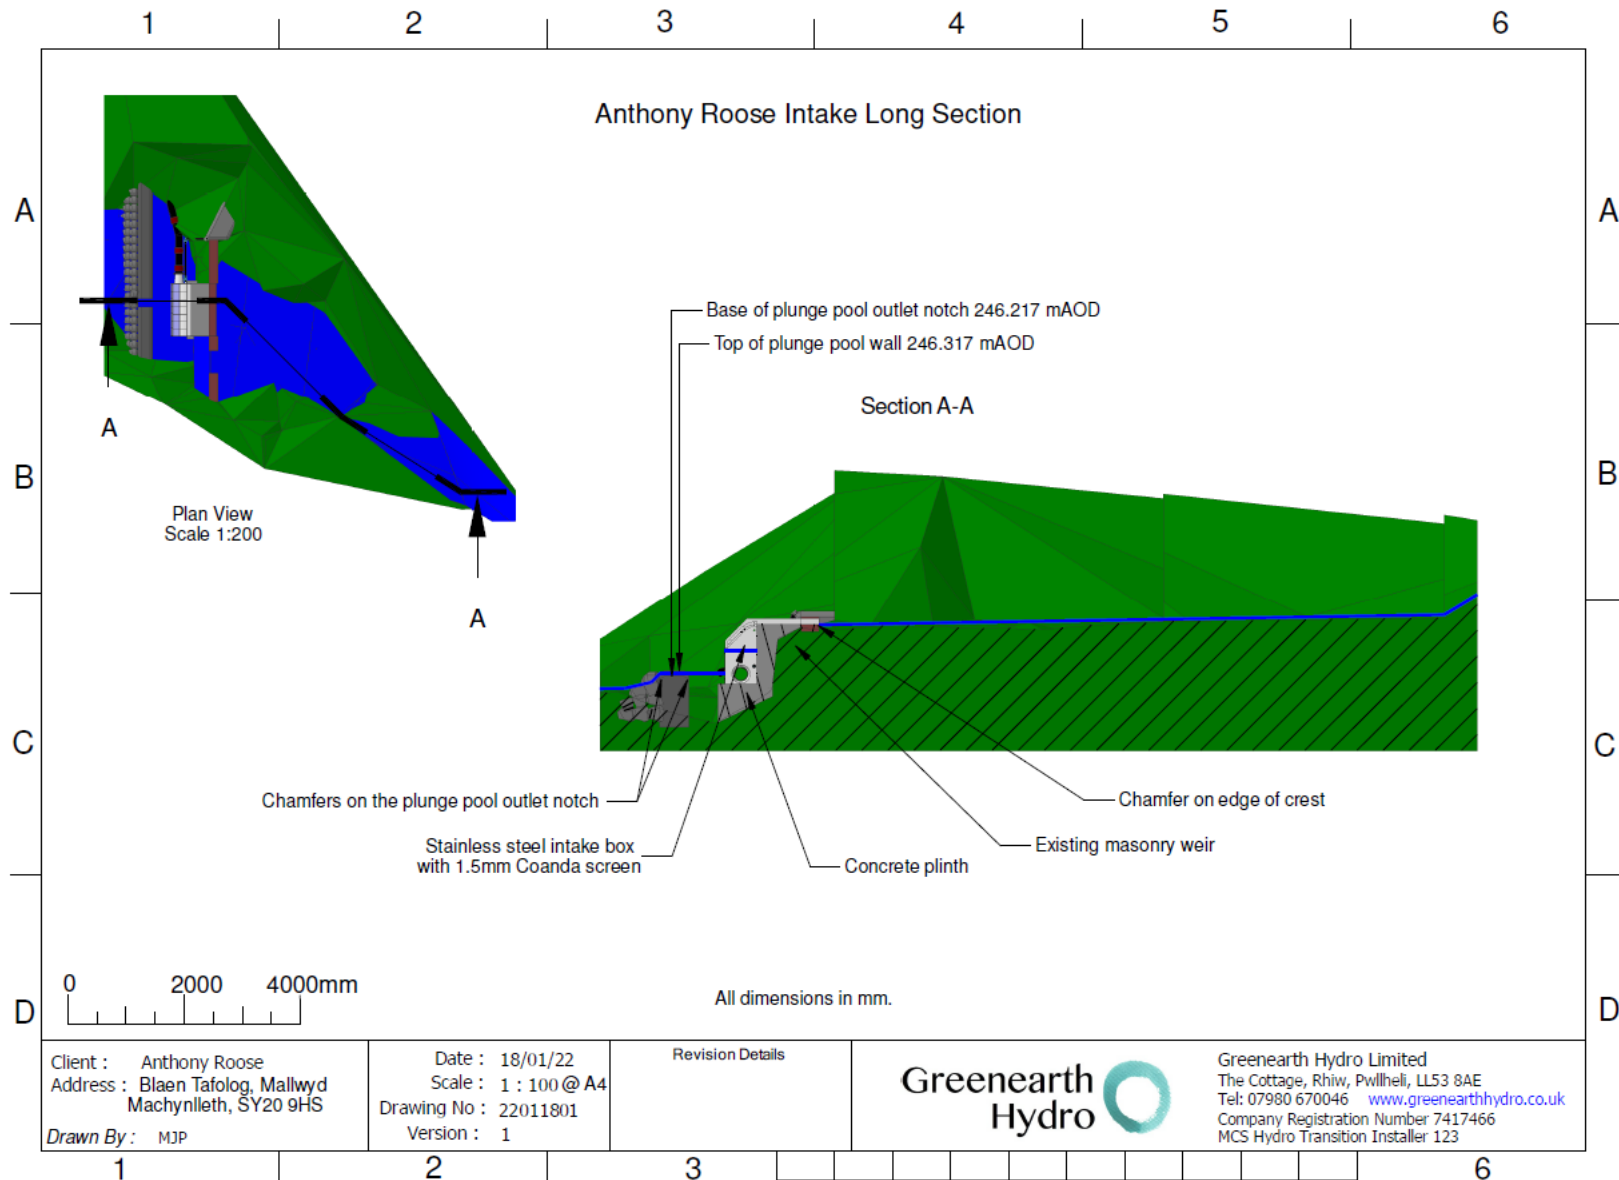 1 2 3 4 5 6
Anthony Roose Intake Long Section
A A
Base of plunge pool outlet notch 246.217 mAOD
Top of plunge pool wall 246.317 mAOD
Section A-A
A
B B
Plan View
Scale 1:200
A
C C
Chamfers on the plunge pool outlet notch
Chamfer on edge of crest
Stainless steel intake box
with 1.5mm Coanda screen
Existing masonry weir
Concrete plinth
0 2000 4000mm
All dimensions in mm.
D D
Client : Anthony Roose
Address : Blaen Tafolog, Mallwyd
Machynlleth, SY20 9HS
Drawn By : MJP
Date : 18/01/22
Scale : 1 : 100 @ A4
Drawing No : 22011801
Version : 1
Revision Details
Greenearth
Hydro
Greenearth Hydro Limited
The Cottage, Rhiw, Pwllheli, LL53 8AE
Tel: 07980 670046 www.greenearthhydro.co.uk
Company Registration Number 7417466
MCS Hydro Transition Installer 123
1 2 3 6